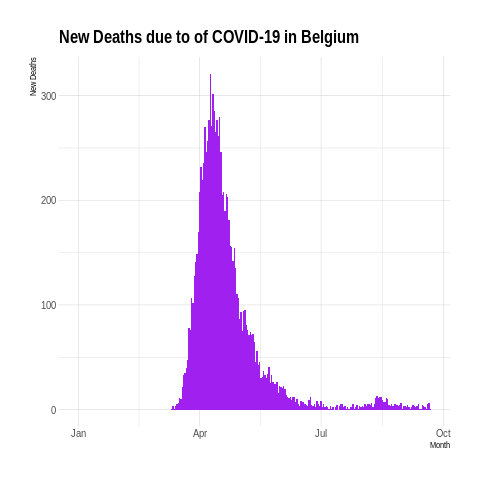 New Deaths due to of COVID-19 in Belgium
New Deaths
300
200
100
0
Jan Apr Jul Oct
Month